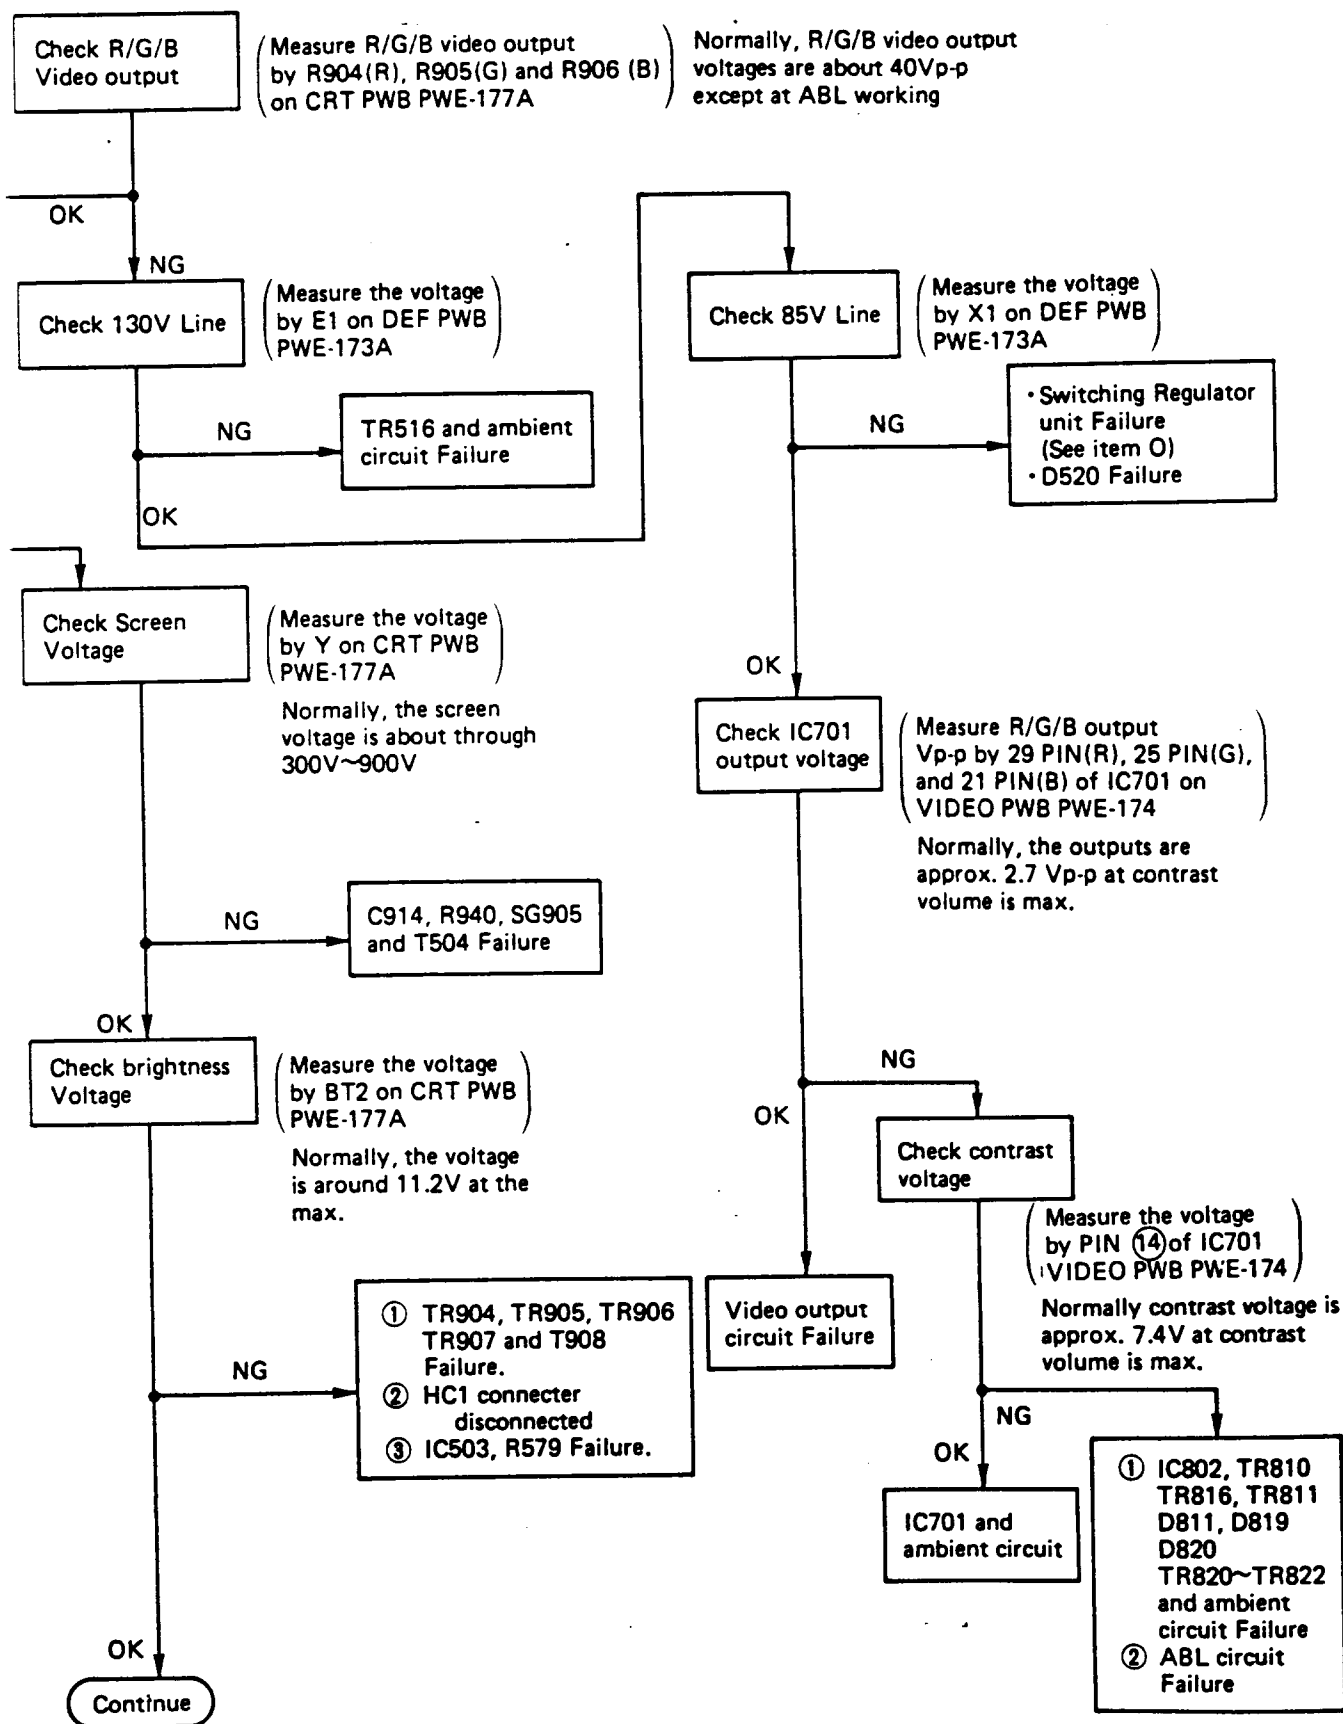 Check R/G/B
Video output
(Measure R/G/B video output
by R904(R), R905(G) and R906 (B)
on CRT PWB PWE-177A)
Normally, R/G/B video output
voltages are about 40Vp-p
except at ABL working
OK
NG
Check 130V Line
(Measure the voltage
by E1 on DEF PWB
PWE-173A)
NG
TR516 and ambient
circuit Failure
OK
Check 85V Line
(Measure the voltage
by X1 on DEF PWB
PWE-173A)
NG
・Switching Regulator
unit Failure
(See item O)
・D520 Failure
OK
Check Screen
Voltage
(Measure the voltage
by Y on CRT PWB
PWE-177A)
Normally, the screen
voltage is about through
300V~900V
NG
C914, R940, SG905
and T504 Failure
OK
Check brightness
Voltage
(Measure the voltage
by BT2 on CRT PWB
PWE-177A)
Normally, the voltage
is around 11.2V at the
max.
NG
① TR904, TR905, TR906
TR907 and T908
Failure.
② HC1 connecter
disconnected
③ IC503, R579 Failure.
OK
Continue
Check IC701
output voltage
(Measure R/G/B output
Vp-p by 29 PIN(R), 25 PIN(G),
and 21 PIN(B) of IC701 on
VIDEO PWB PWE-174)
Normally, the outputs are
approx. 2.7 Vp-p at contrast
volume is max.
NG
OK
Video output
circuit Failure
Check contrast
voltage
(Measure the voltage
by PIN ⑭ of IC701
VIDEO PWB PWE-174)
Normally contrast voltage is
approx. 7.4V at contrast
volume is max.
NG
OK
IC701 and
ambient circuit
① IC802, TR810
TR816, TR811
D811, D819
D820
TR820~TR822
and ambient
circuit Failure
② ABL circuit
Failure